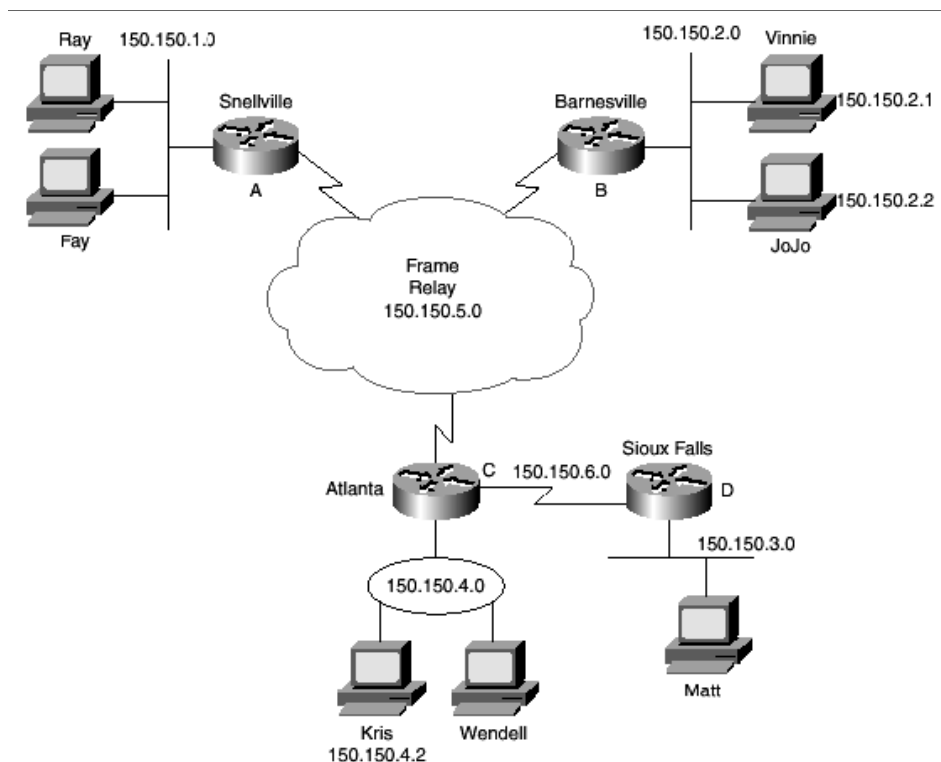 Ray
150.150.1.0
150.150.2.0
Vinnie
Snellville
Barnesville
150.150.2.1
A
B
150.150.2.2
Fay
JoJo
Frame
Relay
150.150.5.0
Sioux Falls
C
150.150.6.0
Atlanta
D
150.150.3.0
150.150.4.0
Matt
Kris
150.150.4.2
Wendell